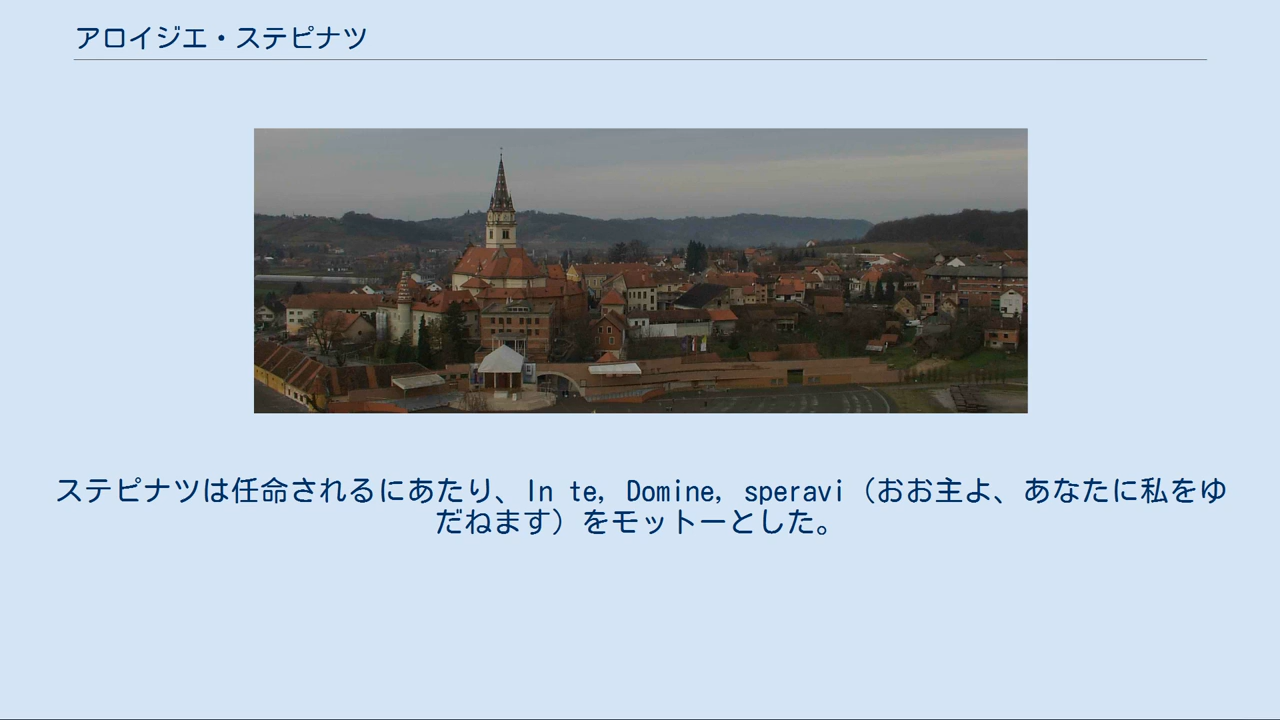 アロイジエ・ステピナツ
ステピナツは任命されるにあたり、In te, Domine, speravi（おお主よ、あなたに私をゆ
だねます）をモットーとした。